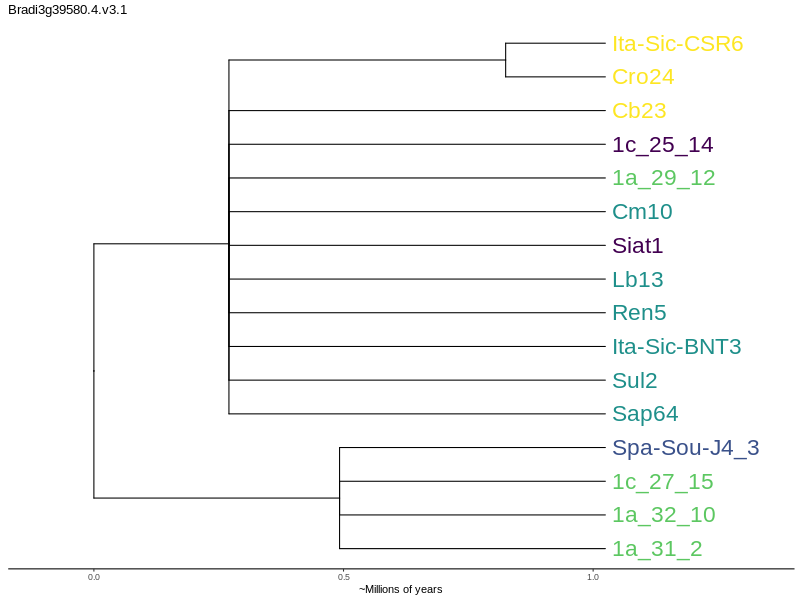 Bradi3g39580.4.v3.1
Ita-Sic-CSR6
Cro24
Cb23
1c_25_14
1a_29_12
Cm10
Siat1
Lb13
Ren5
Ita-Sic-BNT3
Sul2
Sap64
Spa-Sou-J4_3
1c_27_15
1a_32_10
1a_31_2
0.0 0.5 1.0
~Millions of years